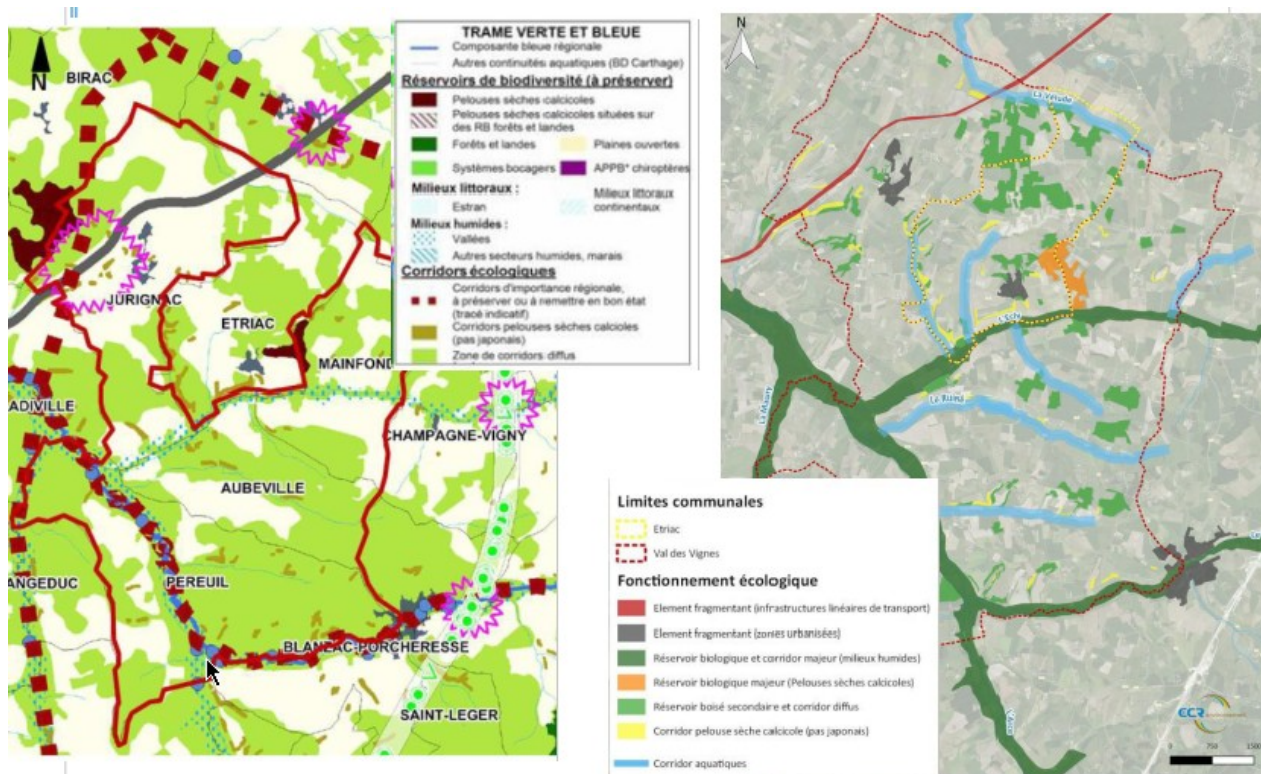 N
BIRAC
JURIGNAC
ETRIAC
MAINFOND
ADIVILLE
CHAMPAGNE-VIGNY
AUBEVILLE
ANGEDUC
PEREUIL
BLANZAC-PORCHERESSE
SAINT-LEGER
TRAME VERTE ET BLEUE
Composante bleue régionale
Autres continuités aquatiques (BD Carthage)
Réservoirs de biodiversité (à préserver)
Pelouses sèches calcicoles
Pelouses sèches calcicoles situées sur
des RB forêts et landes
Forêts et landes
Plaines ouvertes
Systèmes bocagers
APPB* chiroptères
Milieux littoraux :
Estran
Milieux littoraux
continentaux
Milieux humides :
Vallées
Autres secteurs humides, marais
Corridors écologiques
Corridors d'importance régionale,
à préserver ou à remettre en bon état
(tracé indicatif)
Corridors pelouses sèches calcicoles
(pas japonais)
Zone de corridors diffus
N
La Vélude
L'Ecly
La Maury
L'Arce
Limites communales
Etriac
Val des Vignes
Fonctionnement écologique
Element fragmentant (infrastructures linéaires de transport)
Element fragmentant (zones urbanisées)
Réservoir biologique et corridor majeur (milieux humides)
Réservoir biologique majeur (Pelouses sèches calcicoles)
Réservoir boisé secondaire et corridor diffus
Corridor pelouse sèche calcicole (pas japonais)
Corridor aquatiques
ECR
0 750 1500